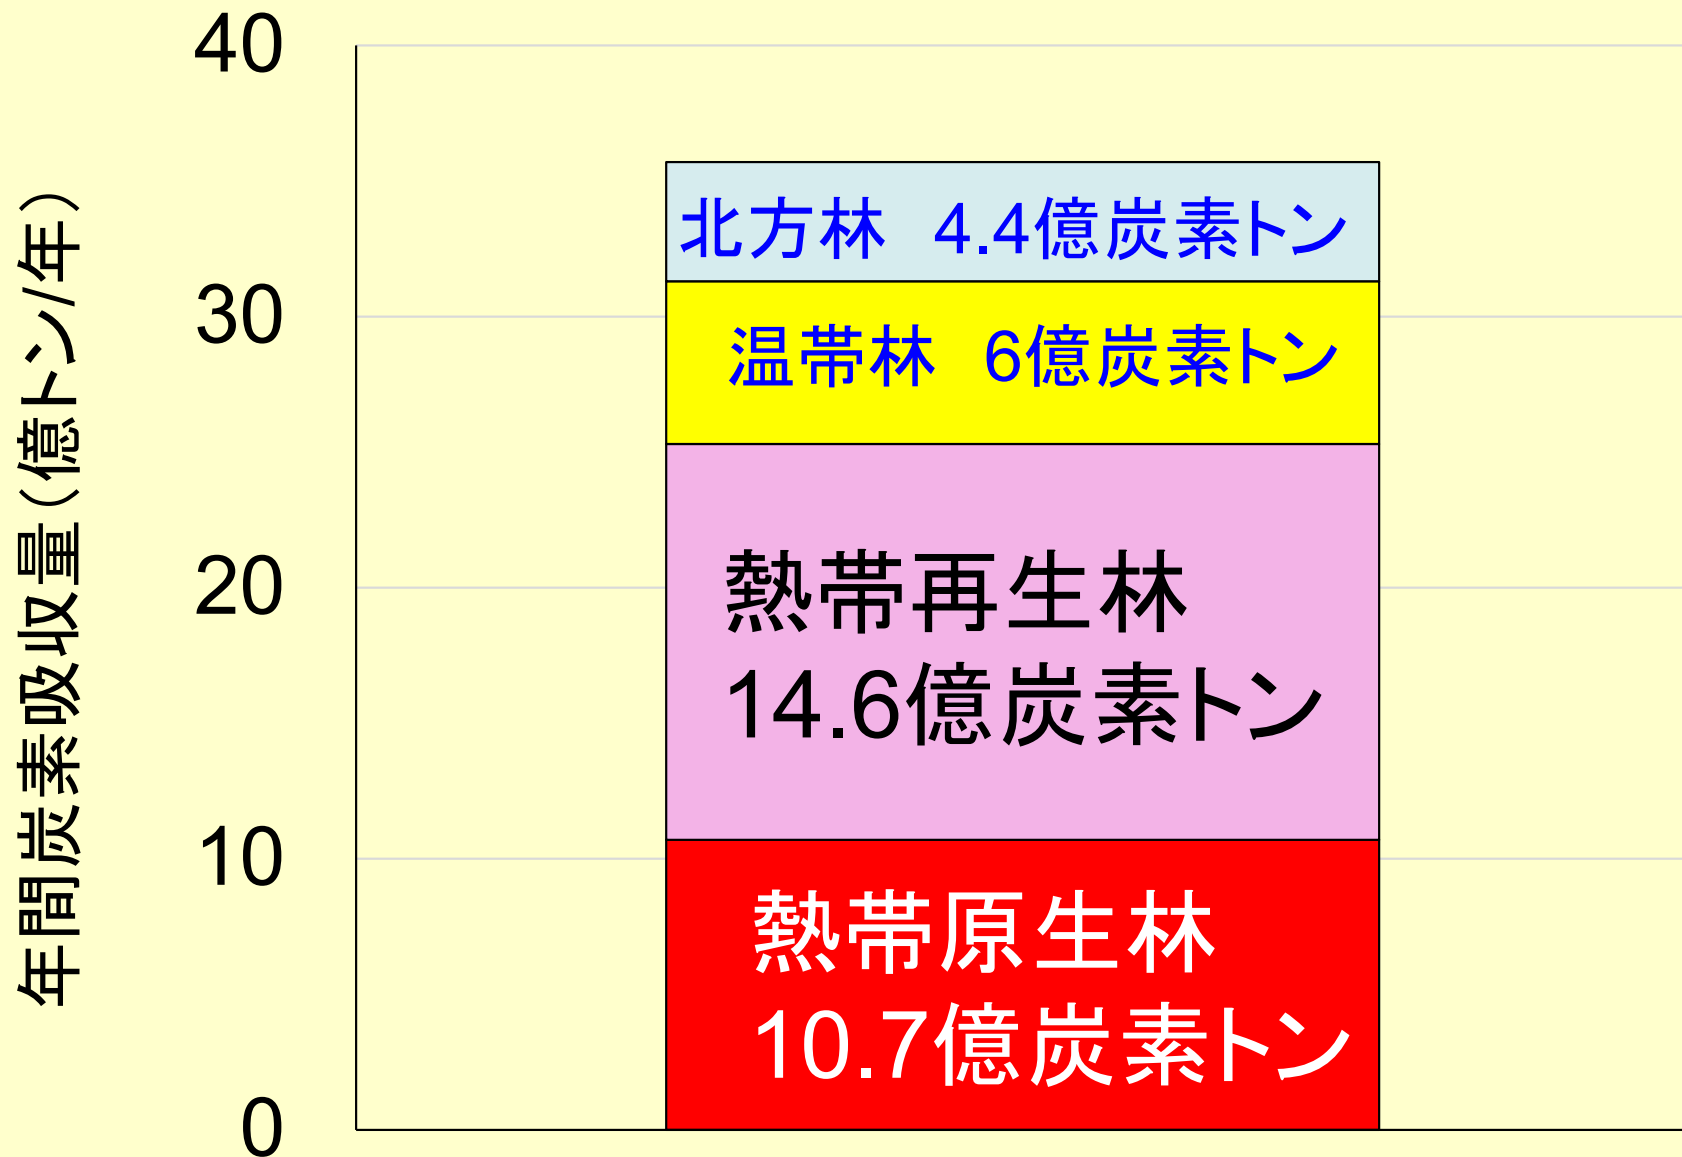 年間炭素吸収量（億トン/年）
40
30
20
10
0
北方林　4.4億炭素トン
温帯林　6億炭素トン
熱帯再生林
14.6億炭素トン
熱帯原生林
10.7億炭素トン